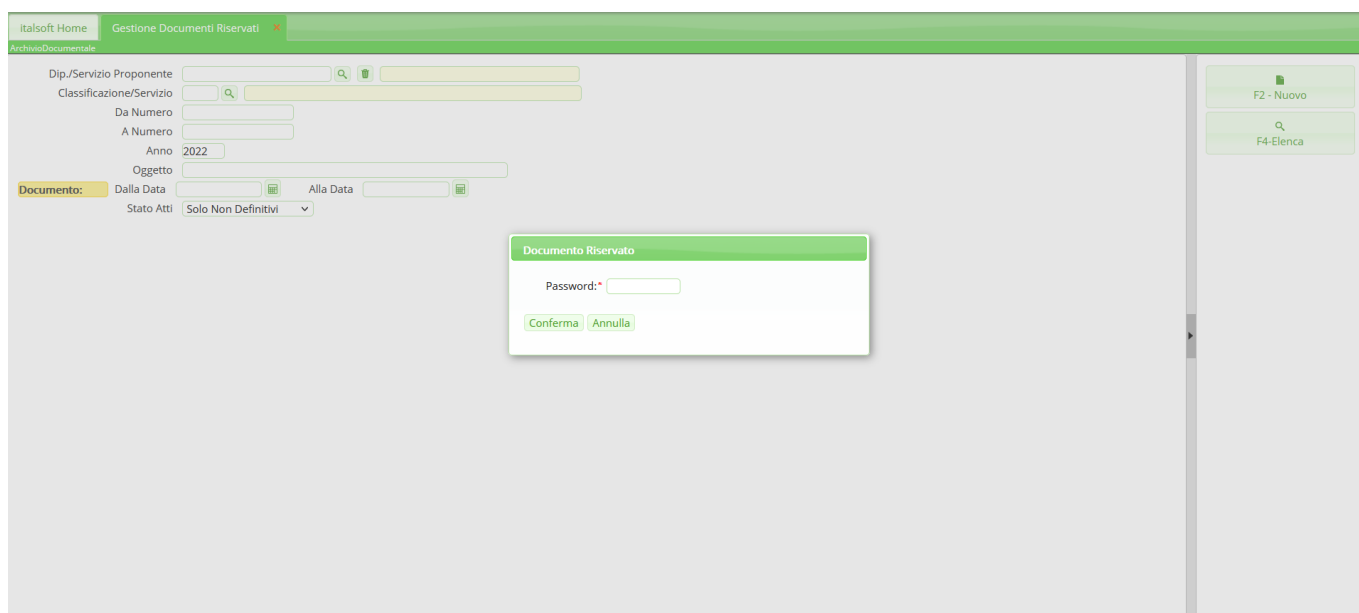 italsoft Home Gestione Documenti Riservati ×
ArchivioDocumentale
Dip./Servizio Proponente
Classificazione/Servizio
Da Numero
A Numero
Anno 2022
Oggetto
Documento: Dalla Data Alla Data
Stato Atti Solo Non Definitivi
Documento Riservato
Password:*
Conferma Annulla
F2 - Nuovo
F4-Elenca